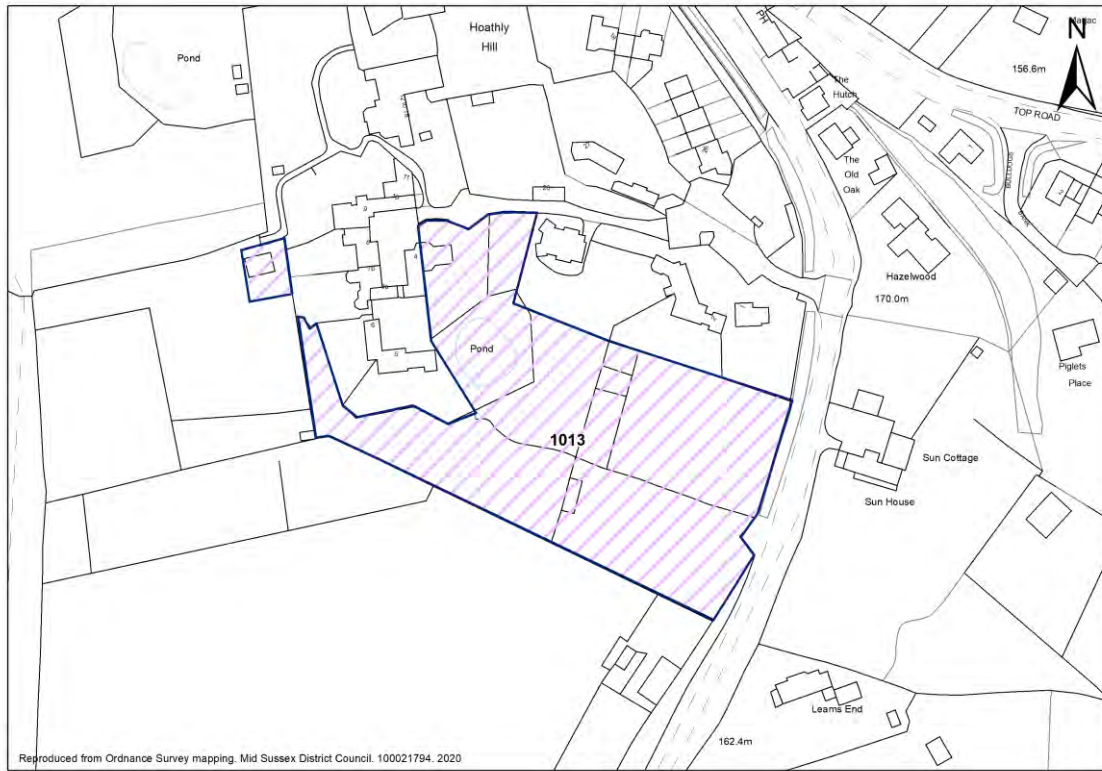 Hoathly
Hill
Pond
PH
N
156.6m
The
Hutch
TOP ROAD
The
Old
Oak
Hazelwood
170.0m
Pond
Piglets
Place
1013
Sun Cottage
Sun House
Leams End
162.4m
Reproduced from Ordnance Survey mapping. Mid Sussex District Council. 100021794. 2020